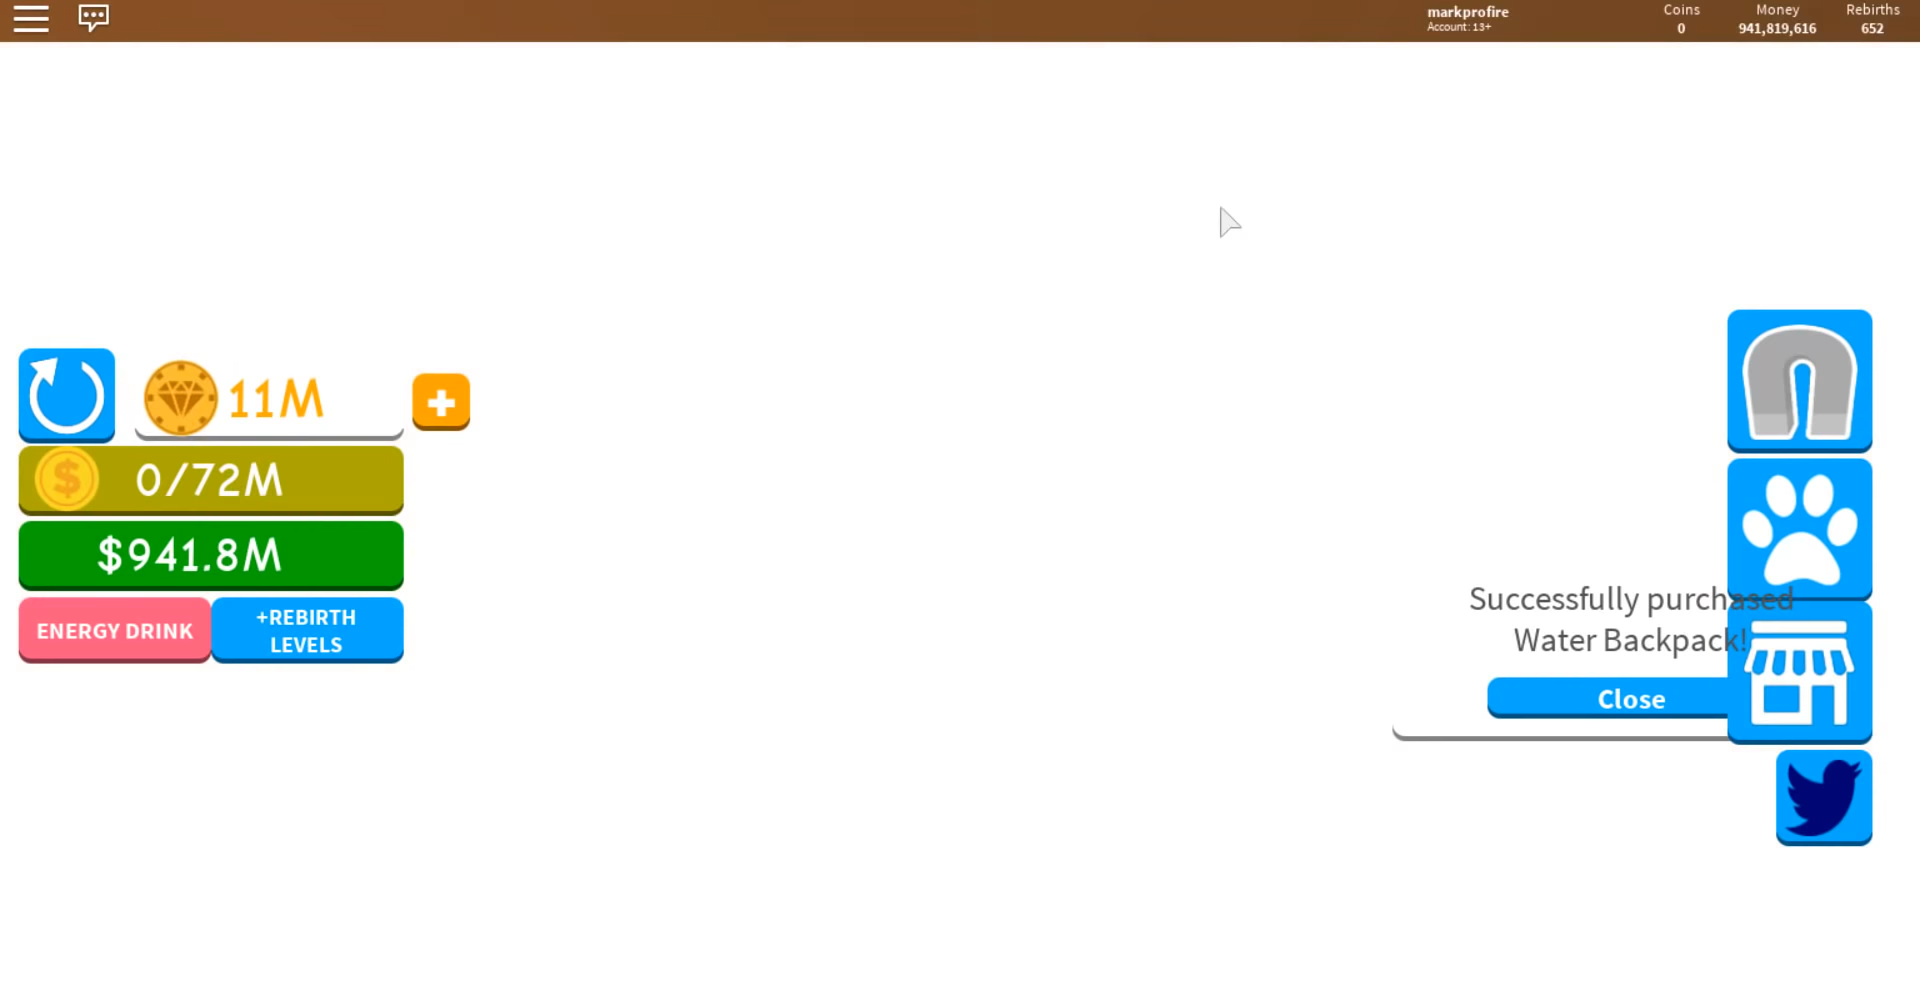 markprofire
Account: 13+
Coins
0
Money
941,819,616
Rebirths
652
11M
0/72M
$941.8M
ENERGY DRINK
+REBIRTH
LEVELS
Successfully purchased
Water Backpack!
Close